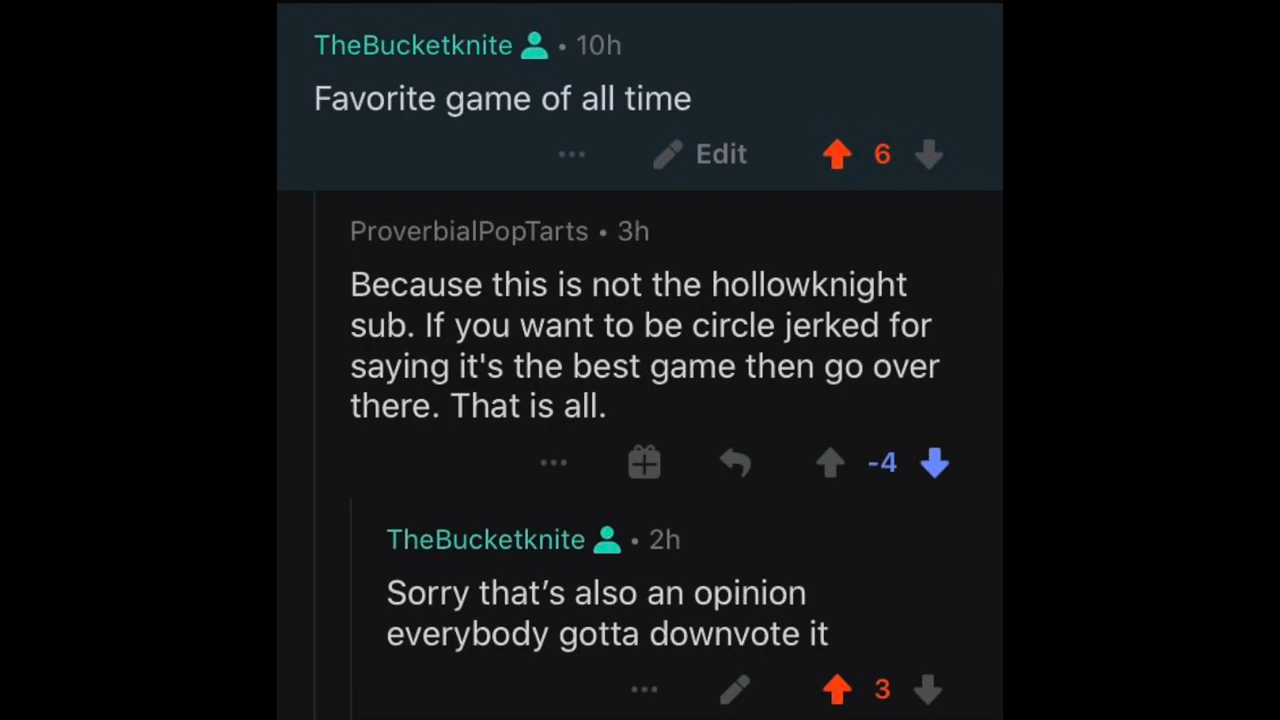 TheBucketknite • 10h
Favorite game of all time
... Edit 6
ProverbialPopTarts • 3h
Because this is not the hollowknight
sub. If you want to be circle jerked for
saying it's the best game then go over
there. That is all.
... -4
TheBucketknite • 2h
Sorry that’s also an opinion
everybody gotta downvote it
... 3